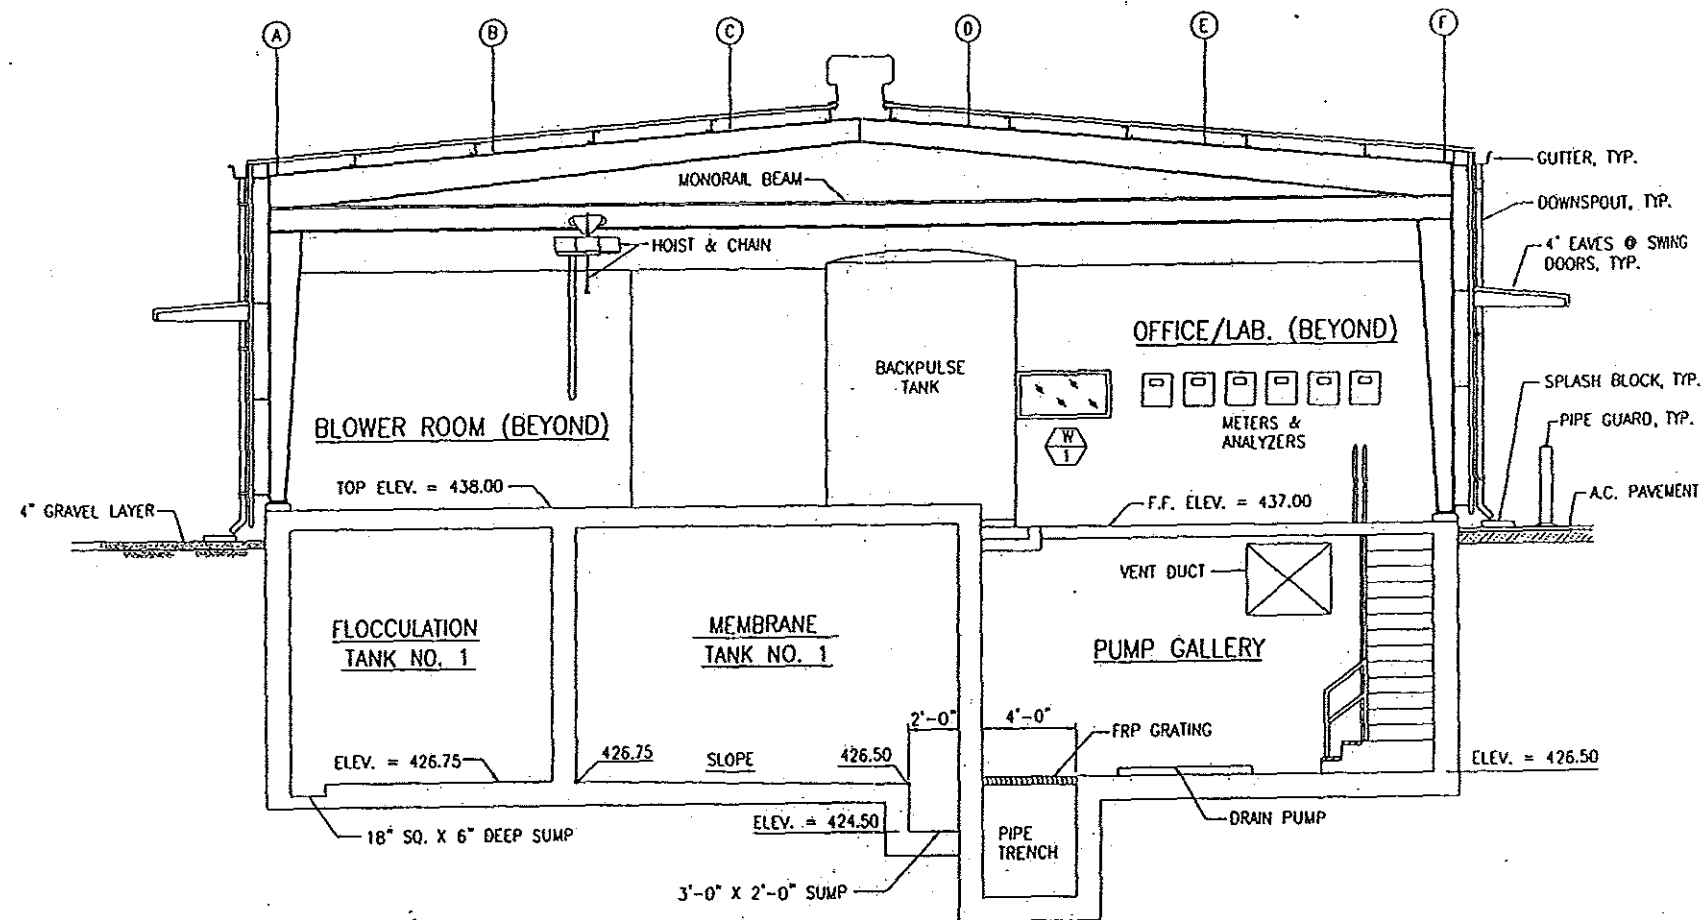 A B C D E F
GUTTER, TYP.
MONORAIL BEAM
DOWNSPOUT, TYP.
HOIST & CHAIN
4' EAVES @ SWING
DOORS, TYP.
OFFICE/LAB. (BEYOND)
BACKPULSE
TANK
SPLASH BLOCK, TYP.
BLOWER ROOM (BEYOND)
METERS &
ANALYZERS
W
1
PIPE GUARD, TYP.
TOP ELEV. = 438.00
F.F. ELEV. = 437.00
A.C. PAVEMENT
4" GRAVEL LAYER
VENT DUCT
FLOCCULATION
TANK NO. 1
MEMBRANE
TANK NO. 1
PUMP GALLERY
2'-0"
4'-0"
FRP GRATING
ELEV. = 426.75
426.75
SLOPE
426.50
ELEV. = 426.50
18" SQ. X 6" DEEP SUMP
ELEV. = 424.50
PIPE
TRENCH
DRAIN PUMP
3'-0" X 2'-0" SUMP